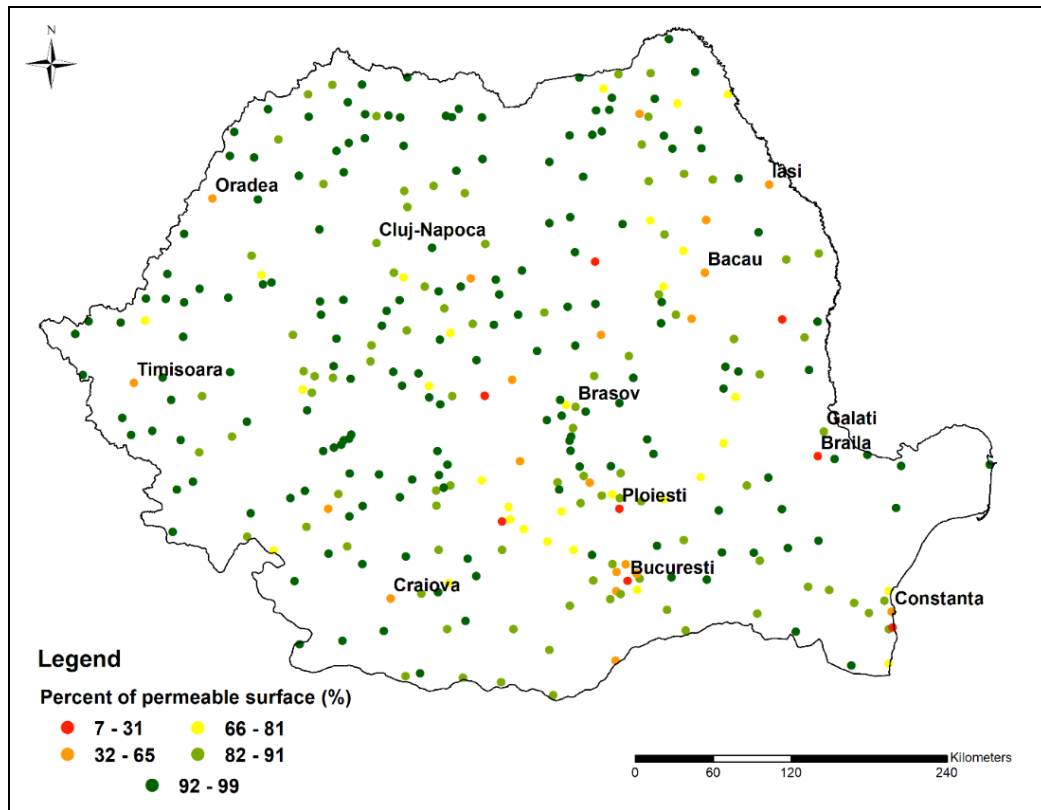 N
Iasi
Oradea
Cluj-Napoca
Bacau
Timisoara
Brasov
Galati
Braila
Ploiesti
Bucuresti
Craiova
Constanta
Legend
Percent of permeable surface (%)
7 - 31 66 - 81
32 - 65 82 - 91
92 - 99
Kilometers
0 60 120 240